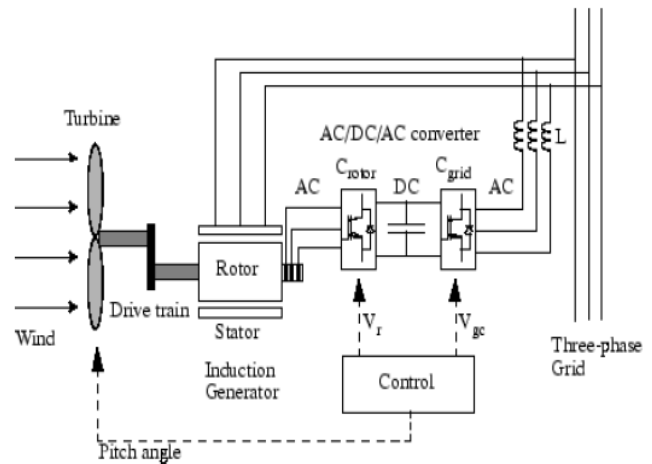 Turbine
AC/DC/AC converter
L
C_rotor
C_grid
AC
DC
AC
Rotor
Drive train
Stator
Wind
V_r
V_gc
Induction
Generator
Control
Three-phase
Grid
Pitch angle